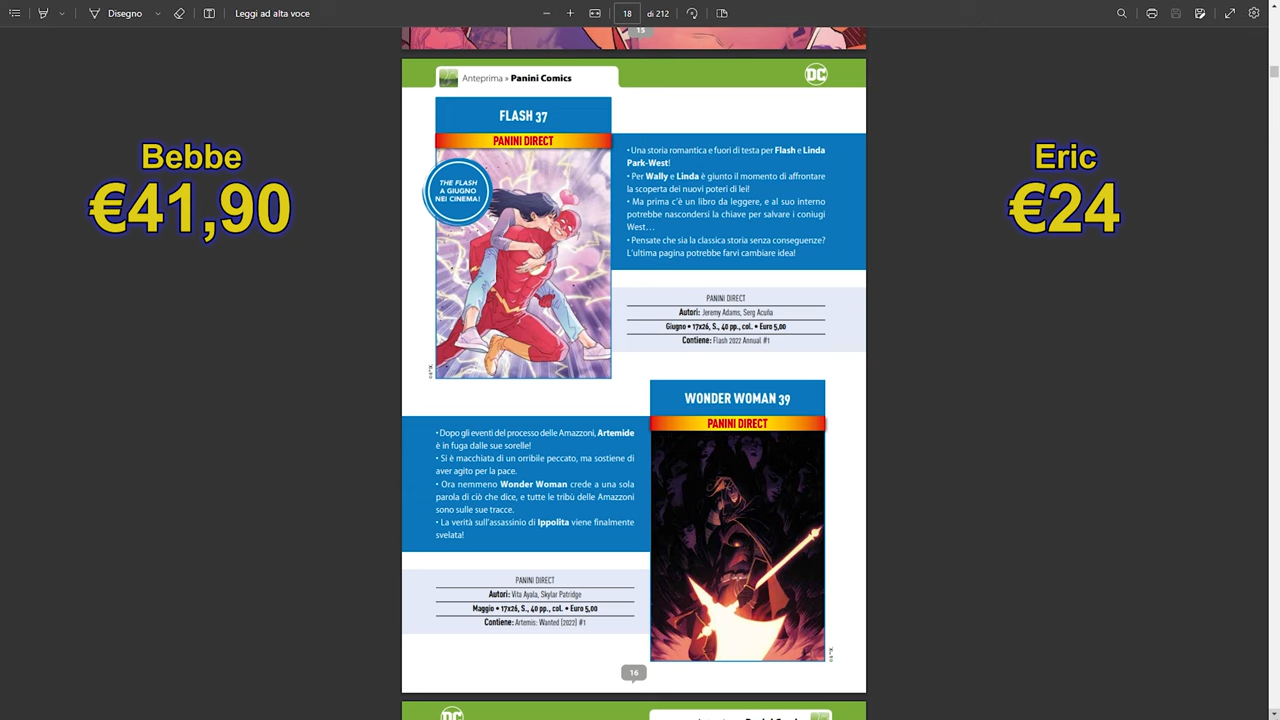 Bianco e nero
Leggi ad alta voce
18
di 212
15
Anteprima » Panini Comics
DC
FLASH 37
PANINI DIRECT
THE FLASH
A GIUGNO
NEI CINEMA!
• Una storia romantica e fuori di testa per Flash e Linda
Park-West!
• Per Wally e Linda è giunto il momento di affrontare
la scoperta dei nuovi poteri di lei!
• Ma prima c'è un libro da leggere, e al suo interno
potrebbe nascondersi la chiave per salvare i coniugi
West…
• Pensate che sia la classica storia senza conseguenze?
L'ultima pagina potrebbe farvi cambiare idea!
PANINI DIRECT
Autori: Jeremy Adams, Serg Acuña
Giugno • 17x26, S., 40 pp., col. • Euro 5,00
Contiene: Flash 2022 Annual #1
Bebbe
€41,90
Eric
€24
WONDER WOMAN 39
PANINI DIRECT
• Dopo gli eventi del processo delle Amazzoni, Artemide
è in fuga dalle sue sorelle!
• Si è macchiata di un orribile peccato, ma sostiene di
aver agito per la pace.
• Ora nemmeno Wonder Woman crede a una sola
parola di ciò che dice, e tutte le tribù delle Amazzoni
sono sulle sue tracce.
• La verità sull'assassinio di Ippolita viene finalmente
svelata!
PANINI DIRECT
Autori: Vita Ayala, Skylar Patridge
Maggio • 17x26, S., 40 pp., col. • Euro 5,00
Contiene: Artemis: Wanted (2022) #1
16
DC